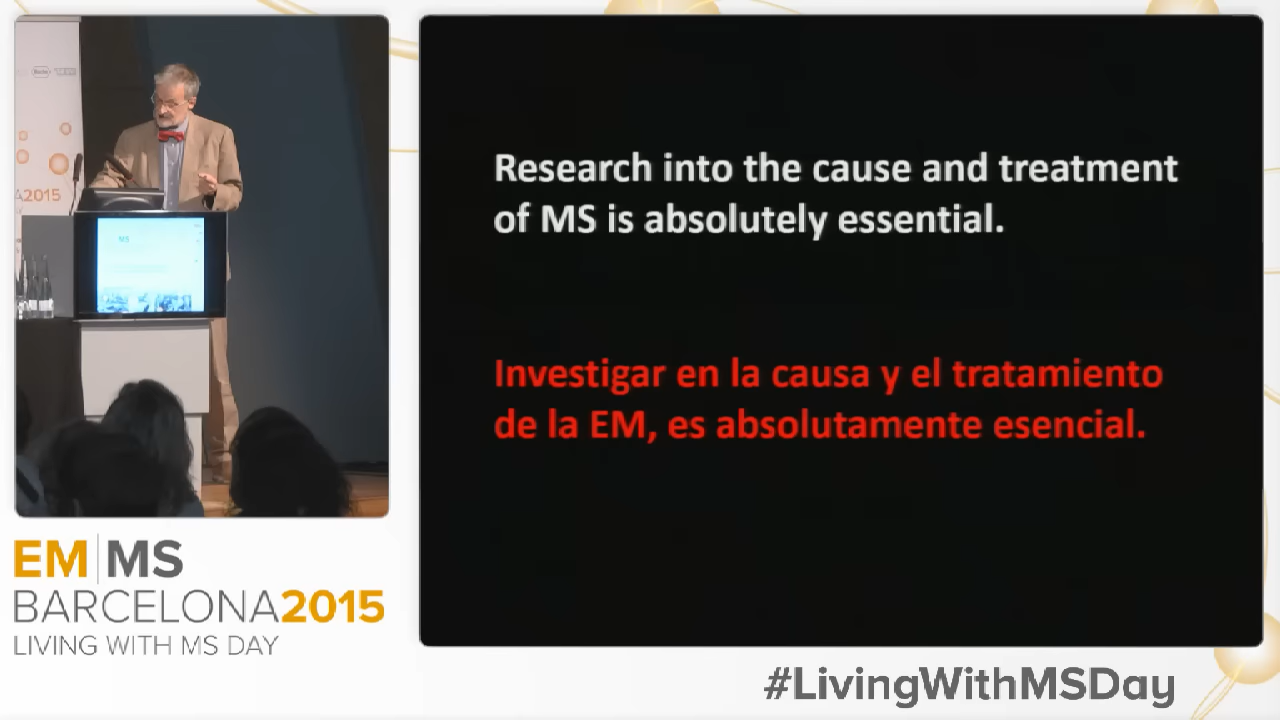 A2015
Research into the cause and treatment
of MS is absolutely essential.
Investigar en la causa y el tratamiento
de la EM, es absolutamente esencial.
EM|MS
BARCELONA2015
LIVING WITH MS DAY
#LivingWithMSDay